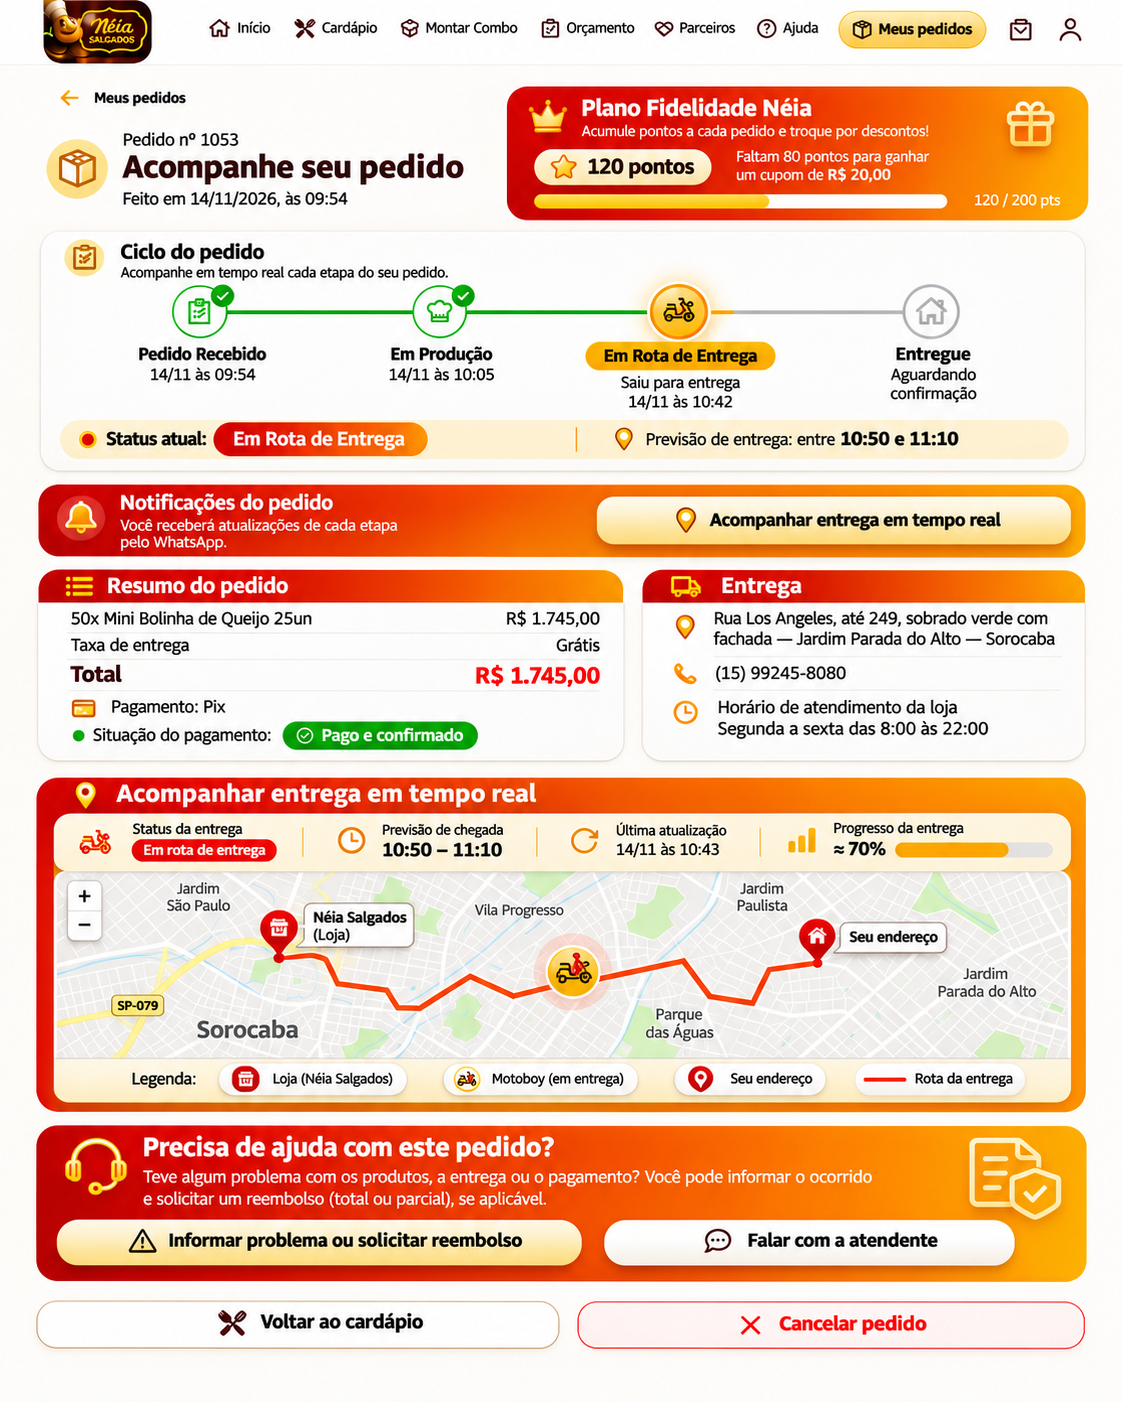 Néia
SALGADOS
Início
Cardápio
Montar Combo
Orçamento
Parceiros
Ajuda
Meus pedidos
Meus pedidos
Pedido nº 1053
Acompanhe seu pedido
Feito em 14/11/2026, às 09:54
Plano Fidelidade Néia
Acumule pontos a cada pedido e troque por descontos!
120 pontos
Faltam 80 pontos para ganhar
um cupom de R$ 20,00
120 / 200 pts
Ciclo do pedido
Acompanhe em tempo real cada etapa do seu pedido.
Pedido Recebido
14/11 às 09:54
Em Produção
14/11 às 10:05
Em Rota de Entrega
Saiu para entrega
14/11 às 10:42
Entregue
Aguardando
confirmação
Status atual: Em Rota de Entrega
Previsão de entrega: entre 10:50 e 11:10
Notificações do pedido
Você receberá atualizações de cada etapa
pelo WhatsApp.
Acompanhar entrega em tempo real
Resumo do pedido
50x Mini Bolinha de Queijo 25un R$ 1.745,00
Taxa de entrega Grátis
Total R$ 1.745,00
Pagamento: Pix
Situação do pagamento: Pago e confirmado
Entrega
Rua Los Angeles, até 249, sobrado verde com
fachada — Jardim Parada do Alto — Sorocaba
(15) 99245-8080
Horário de atendimento da loja
Segunda a sexta das 8:00 às 22:00
Acompanhar entrega em tempo real
Status da entrega
Em rota de entrega
Previsão de chegada
10:50 – 11:10
Última atualização
14/11 às 10:43
Progresso da entrega
≈ 70%
+
−
Jardim
São Paulo
Néia Salgados
(Loja)
Vila Progresso
Jardim
Paulista
Seu endereço
Jardim
Parada do Alto
SP-079
Sorocaba
Parque
das Águas
Legenda:
Loja (Néia Salgados)
Motoboy (em entrega)
Seu endereço
Rota da entrega
Precisa de ajuda com este pedido?
Teve algum problema com os produtos, a entrega ou o pagamento? Você pode informar o ocorrido
e solicitar um reembolso (total ou parcial), se aplicável.
Informar problema ou solicitar reembolso
Falar com a atendente
Voltar ao cardápio
Cancelar pedido